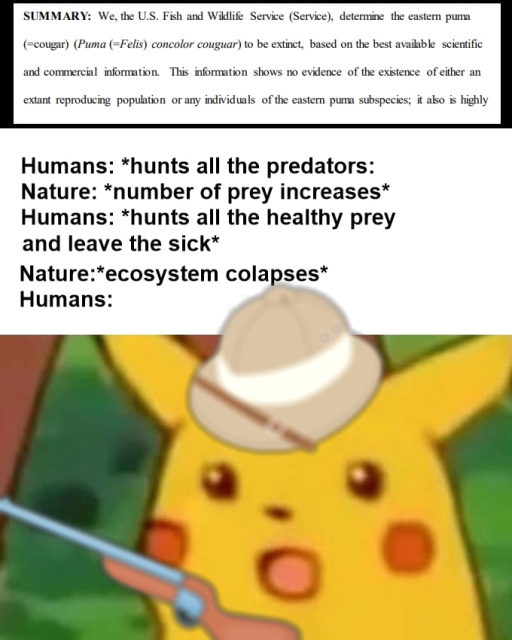 SUMMARY: We, the U.S. Fish and Wildlife Service (Service), determine the eastern puma
(=cougar) (Puma (=Felis) concolor couguar) to be extinct, based on the best available scientific
and commercial information. This information shows no evidence of the existence of either an
extant reproducing population or any individuals of the eastern puma subspecies; it also is highly
Humans: *hunts all the predators:
Nature: *number of prey increases*
Humans: *hunts all the healthy prey
and leave the sick*
Nature:*ecosystem colapses*
Humans: